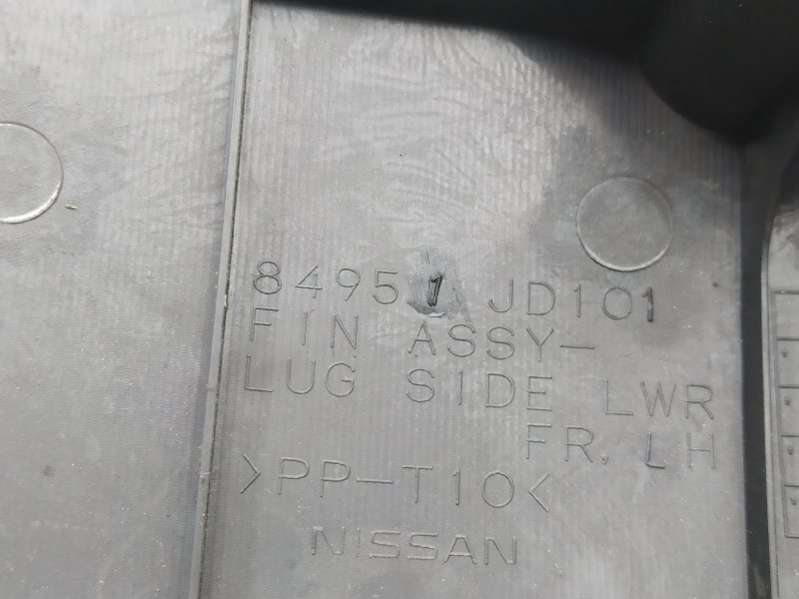 84951 JD101
FIN ASSY-
LUG SIDE LWR
FR, LH
>PP-T10<
NISSAN